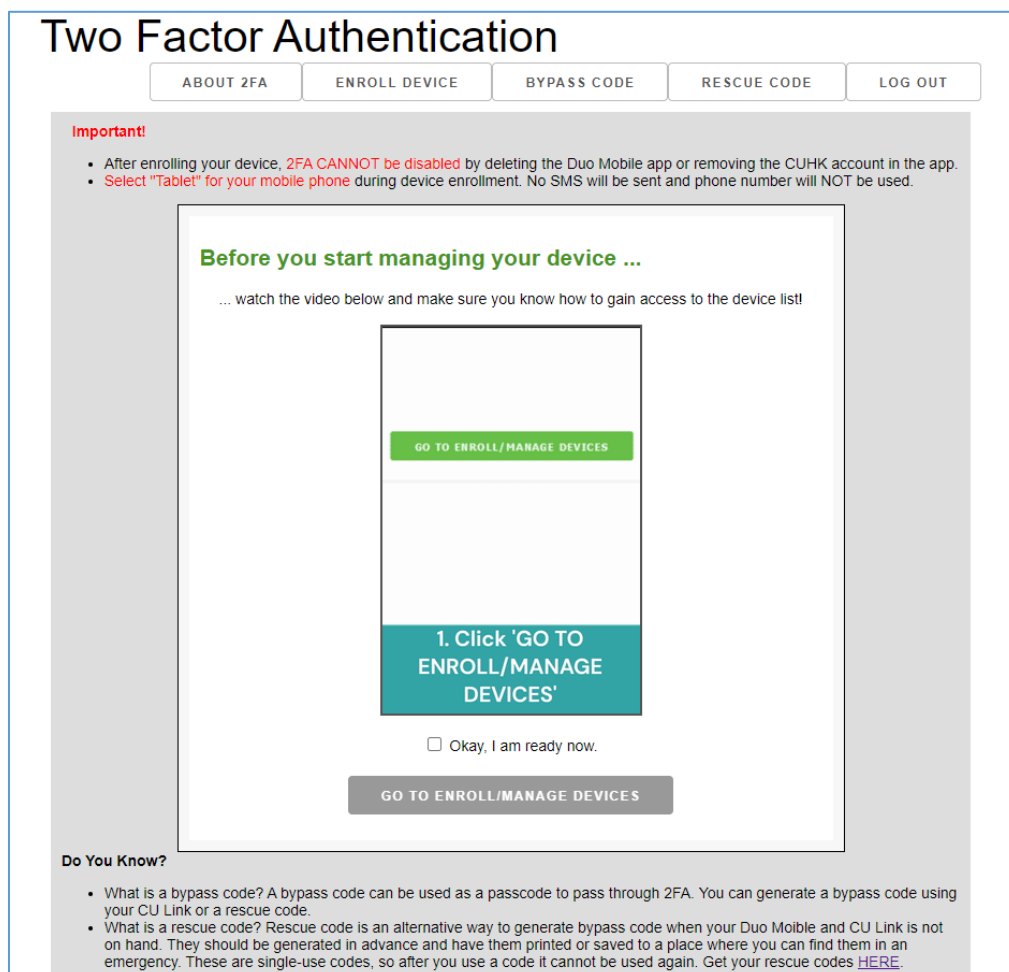 Two Factor Authentication
ABOUT 2FA
ENROLL DEVICE
BYPASS CODE
RESCUE CODE
LOG OUT
Important!
• After enrolling your device, 2FA CANNOT be disabled by deleting the Duo Mobile app or removing the CUHK account in the app.
• Select "Tablet" for your mobile phone during device enrollment. No SMS will be sent and phone number will NOT be used.
Before you start managing your device ...
... watch the video below and make sure you know how to gain access to the device list!
GO TO ENROLL/MANAGE DEVICES
1. Click 'GO TO
ENROLL/MANAGE
DEVICES'
Okay, I am ready now.
GO TO ENROLL/MANAGE DEVICES
Do You Know?
• What is a bypass code? A bypass code can be used as a passcode to pass through 2FA. You can generate a bypass code using
your CU Link or a rescue code.
• What is a rescue code? Rescue code is an alternative way to generate bypass code when your Duo Moible and CU Link is not
on hand. They should be generated in advance and have them printed or saved to a place where you can find them in an
emergency. These are single-use codes, so after you use a code it cannot be used again. Get your rescue codes HERE.